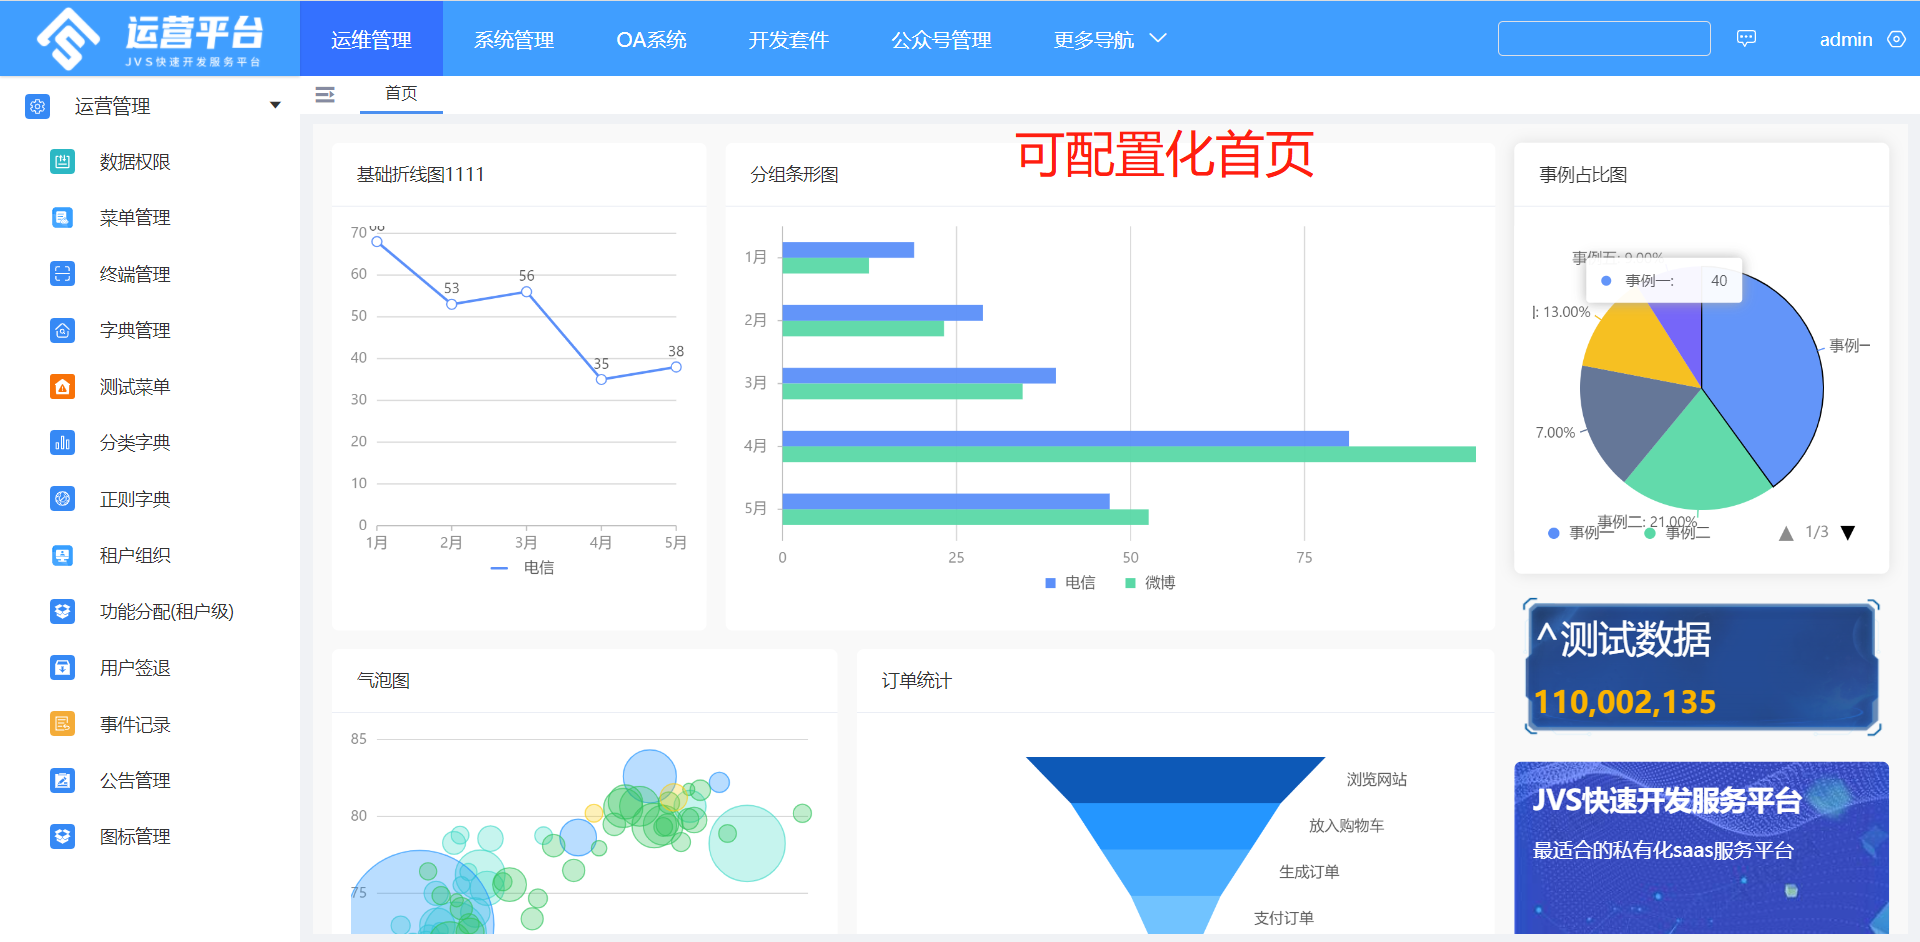 运营平台
JVS快速开发服务平台
运维管理
系统管理
OA系统
开发套件
公众号管理
更多导航
admin
运营管理
数据权限
菜单管理
终端管理
字典管理
测试菜单
分类字典
正则字典
租户组织
功能分配(租户级)
用户签退
事件记录
公告管理
图标管理
首页
可配置化首页
基础折线图1111
70
60
50
40
30
20
10
0
68
53
56
35
38
1月
2月
3月
4月
5月
电信
分组条形图
1月
2月
3月
4月
5月
0
25
50
75
电信
微博
事例占比图
事例五: 9.00%
事例一:
40
: 13.00%
事例一
7.00%
事例二: 21.00%
事例一
事例二
1/3
^测试数据
110,002,135
JVS快速开发服务平台
最适合的私有化saas服务平台
气泡图
85
80
75
订单统计
浏览网站
放入购物车
生成订单
支付订单